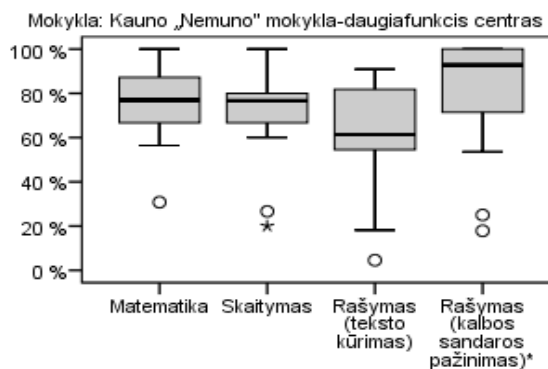 Mokykla: Kauno „Nemuno" mokykla-daugiafunkcis centras
100 %
80 %
60 %
40 %
20 %
0 %
Matematika
Skaitymas
Rašymas
(teksto
kūrimas)
Rašymas
(kalbos
sandaros
pažinimas)*